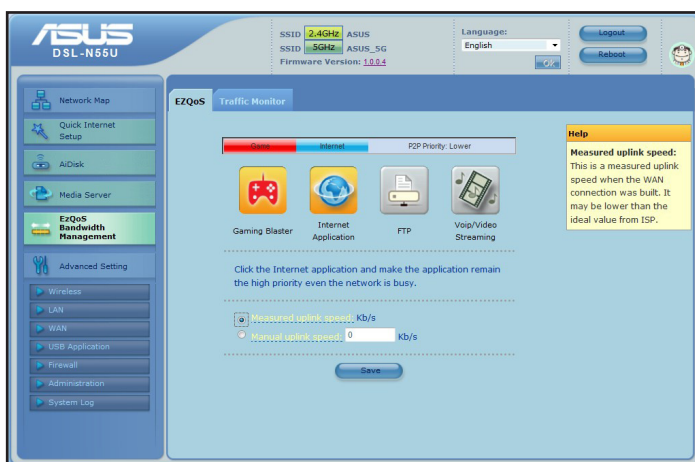 ASUS
DSL-N55U
SSID 2.4GHz ASUS
SSID 5GHz ASUS_5G
Firmware Version: 1.0.0.4
Language:
English
OK
Logout
Reboot
Network Map
Quick Internet
Setup
AiDisk
Media Server
EzQoS
Bandwidth
Management
Advanced Setting
Wireless
LAN
WAN
USB Application
Firewall
Administration
System Log
EZQoS
Traffic Monitor
Game
Internet
P2P Priority: Lower
Gaming Blaster
Internet
Application
FTP
Voip/Video
Streaming
Click the Internet application and make the application remain
the high priority even the network is busy.
Measured uplink speed: Kb/s
Manual uplink speed: 0 Kb/s
Save
Help
Measured uplink speed:
This is a measured uplink
speed when the WAN
connection was built. It
may be lower than the
ideal value from ISP.